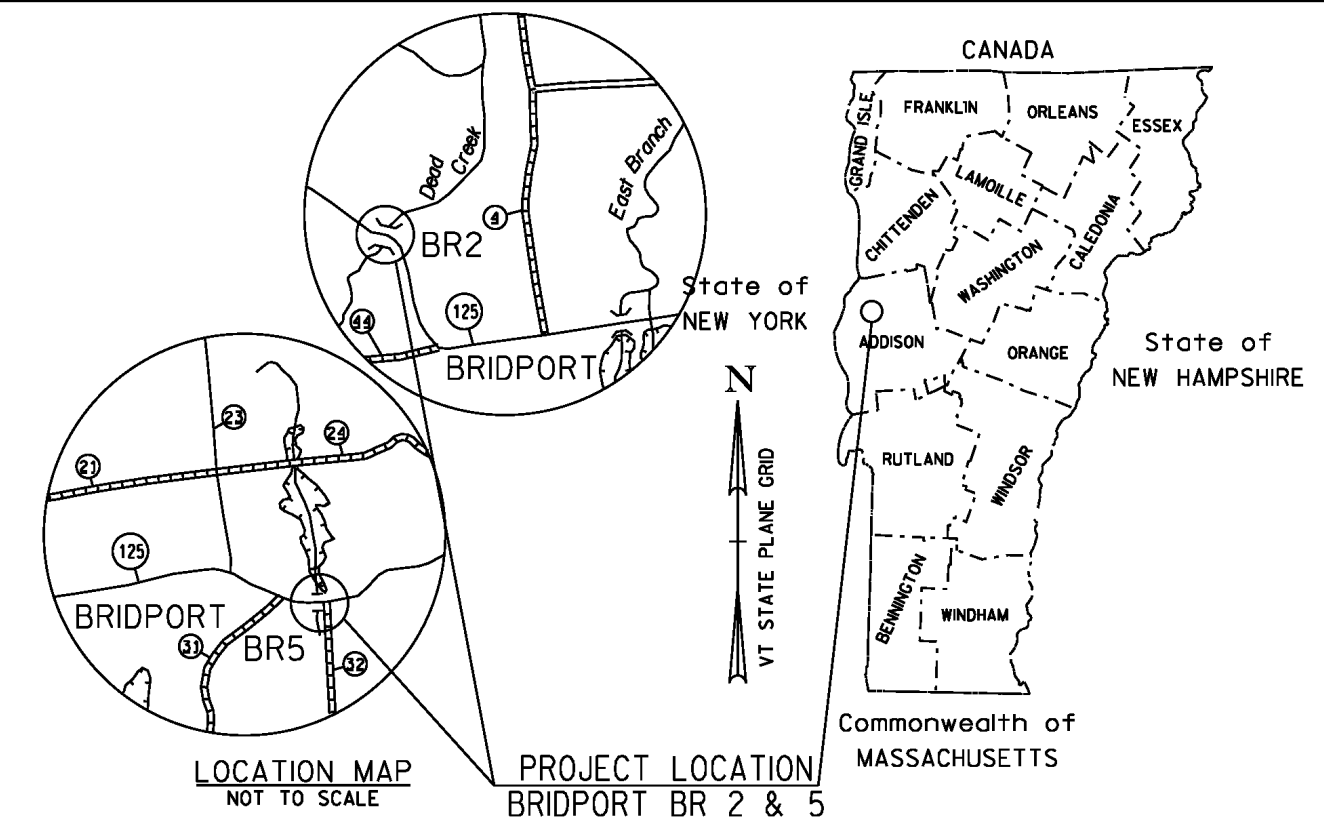 CANADA
GRAND ISLE
FRANKLIN
ORLEANS
ESSEX
LAMOILLE
CHITTENDEN
CALEDONIA
WASHINGTON
ADDISON
ORANGE
RUTLAND
WINDSOR
BENNINGTON
WINDHAM
State of
NEW YORK
State of
NEW HAMPSHIRE
Commonwealth of
MASSACHUSETTS
Dead
Creek
East Branch
BR2
4
44
125
BRIDPORT
N
VT STATE PLANE GRID
23
24
21
125
BRIDPORT
31
BR5
32
LOCATION MAP
NOT TO SCALE
PROJECT LOCATION
BRIDPORT BR 2 & 5